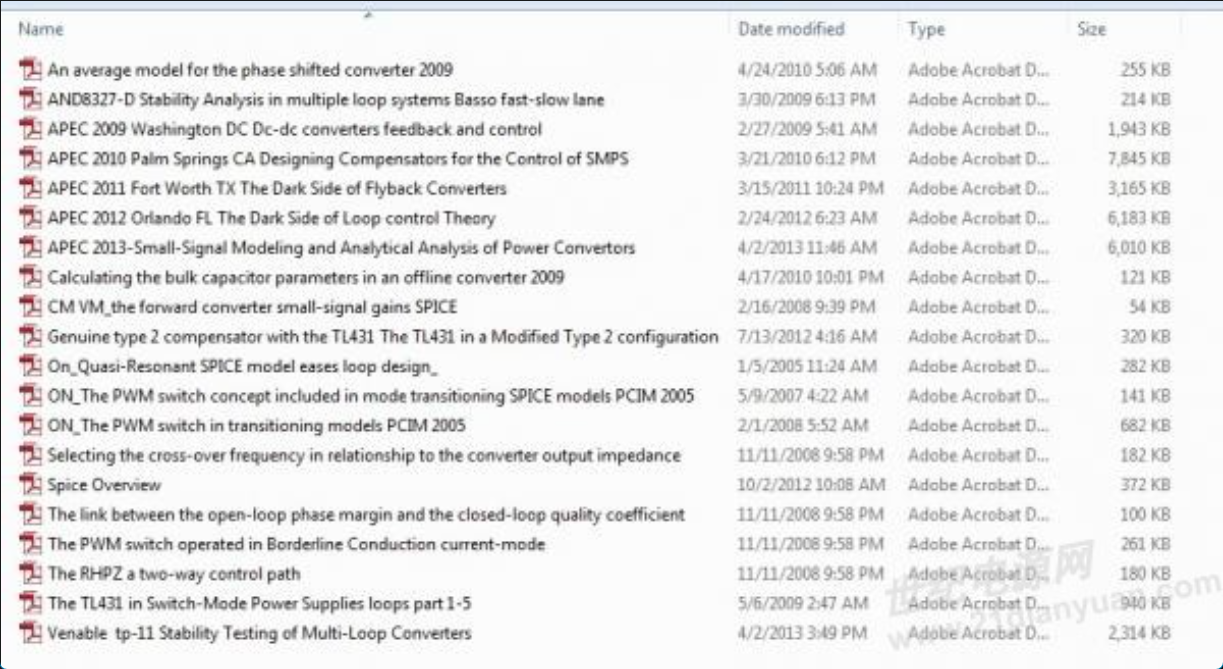 Name Date modified Type Size
An average model for the phase shifted converter 2009 4/24/2010 5:06 AM Adobe Acrobat D... 255 KB
AND8327-D Stability Analysis in multiple loop systems Basso fast-slow lane 3/30/2009 6:13 PM Adobe Acrobat D... 214 KB
APEC 2009 Washington DC Dc-dc converters feedback and control 2/27/2009 5:41 AM Adobe Acrobat D... 1,943 KB
APEC 2010 Palm Springs CA Designing Compensators for the Control of SMPS 3/21/2010 6:12 PM Adobe Acrobat D... 7,845 KB
APEC 2011 Fort Worth TX The Dark Side of Flyback Converters 3/15/2011 10:24 PM Adobe Acrobat D... 3,165 KB
APEC 2012 Orlando FL The Dark Side of Loop control Theory 2/24/2012 6:23 AM Adobe Acrobat D... 6,183 KB
APEC 2013-Small-Signal Modeling and Analytical Analysis of Power Convertors 4/2/2013 11:46 AM Adobe Acrobat D... 6,010 KB
Calculating the bulk capacitor parameters in an offline converter 2009 4/17/2010 10:01 PM Adobe Acrobat D... 121 KB
CM VM_the forward converter small-signal gains SPICE 2/16/2008 9:39 PM Adobe Acrobat D... 54 KB
Genuine type 2 compensator with the TL431 The TL431 in a Modified Type 2 configuration 7/13/2012 4:16 AM Adobe Acrobat D... 320 KB
On_Quasi-Resonant SPICE model eases loop design_ 1/5/2005 11:24 AM Adobe Acrobat D... 282 KB
ON_The PWM switch concept included in mode transitioning SPICE models PCIM 2005 5/9/2007 4:22 AM Adobe Acrobat D... 141 KB
ON_The PWM switch in transitioning models PCIM 2005 2/1/2008 5:52 AM Adobe Acrobat D... 682 KB
Selecting the cross-over frequency in relationship to the converter output impedance 11/11/2008 9:58 PM Adobe Acrobat D... 182 KB
Spice Overview 10/2/2012 10:08 AM Adobe Acrobat D... 372 KB
The link between the open-loop phase margin and the closed-loop quality coefficient 11/11/2008 9:58 PM Adobe Acrobat D... 100 KB
The PWM switch operated in Borderline Conduction current-mode 11/11/2008 9:58 PM Adobe Acrobat D... 261 KB
The RHPZ a two-way control path 11/11/2008 9:58 PM Adobe Acrobat D... 180 KB
The TL431 in Switch-Mode Power Supplies loops part 1-5 5/6/2009 2:47 AM Adobe Acrobat D... 940 KB
Venable tp-11 Stability Testing of Multi-Loop Converters 4/2/2013 3:49 PM Adobe Acrobat D... 2,314 KB
世纪电源网
www.21dianyuan.com